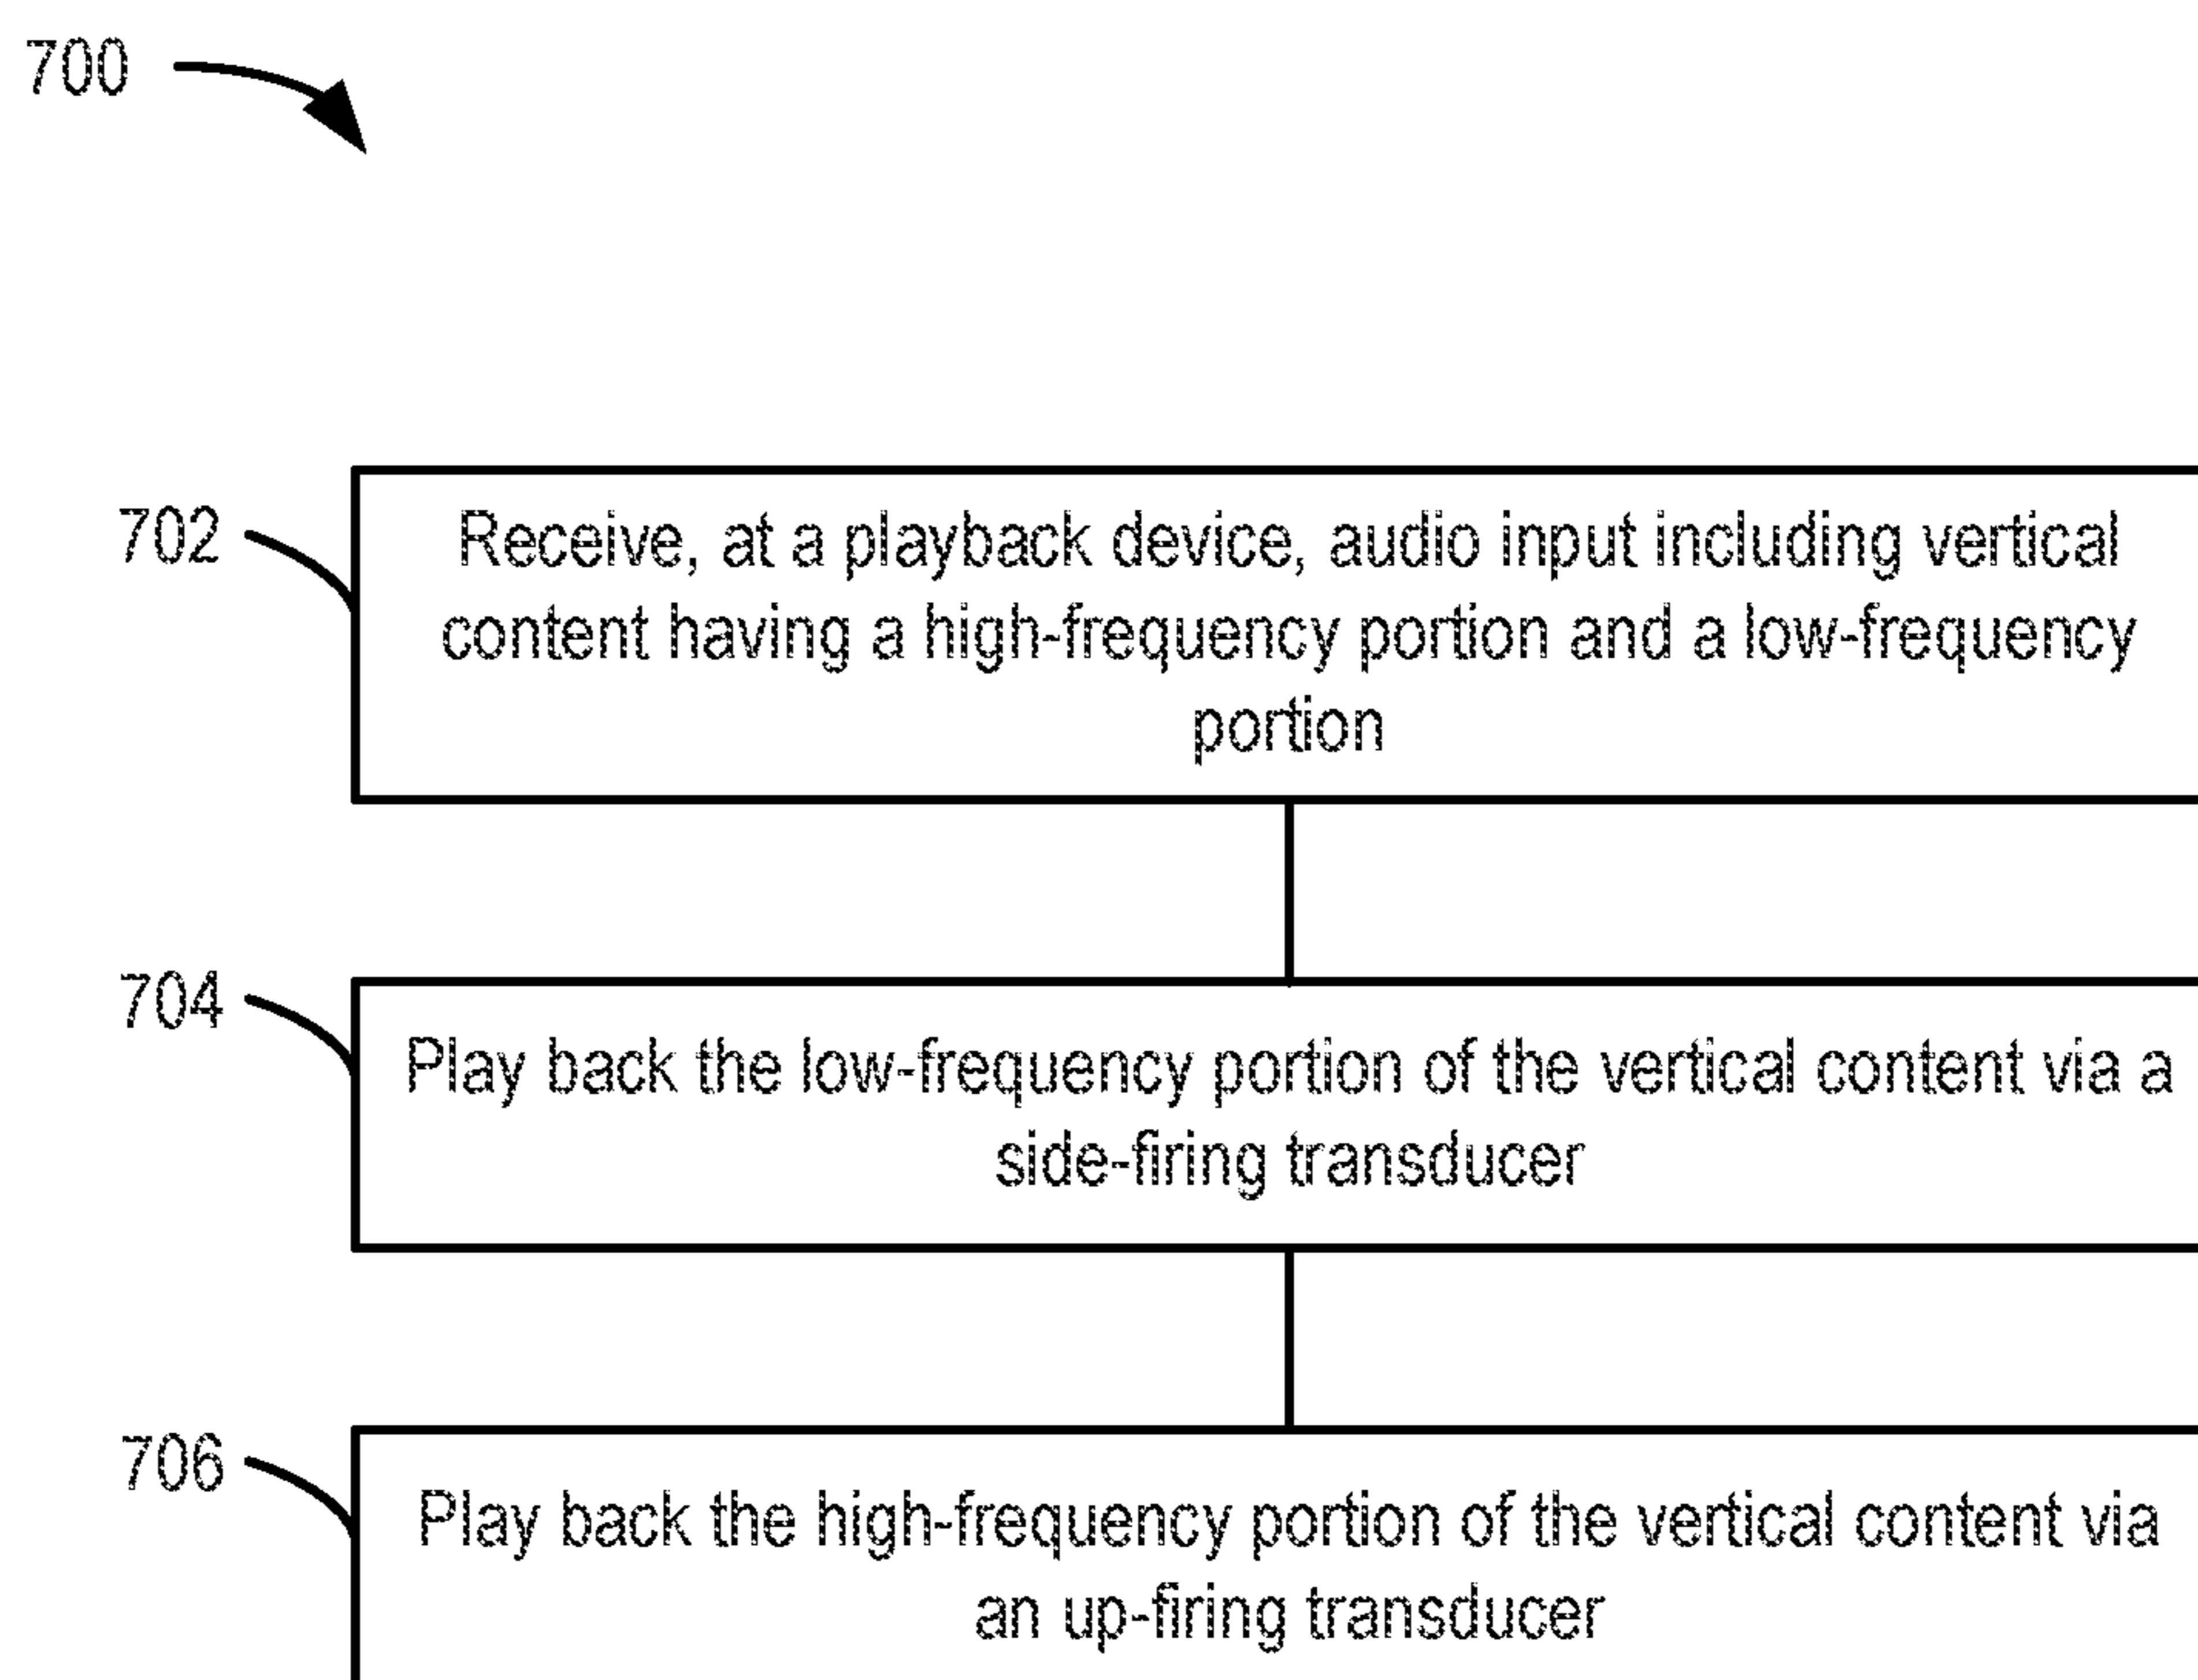 700
702
Receive, at a playback device, audio input including vertical
content having a high-frequency portion and a low-frequency
portion
704
Play back the low-frequency portion of the vertical content via a
side-firing transducer
706
Play back the high-frequency portion of the vertical content via
an up-firing transducer